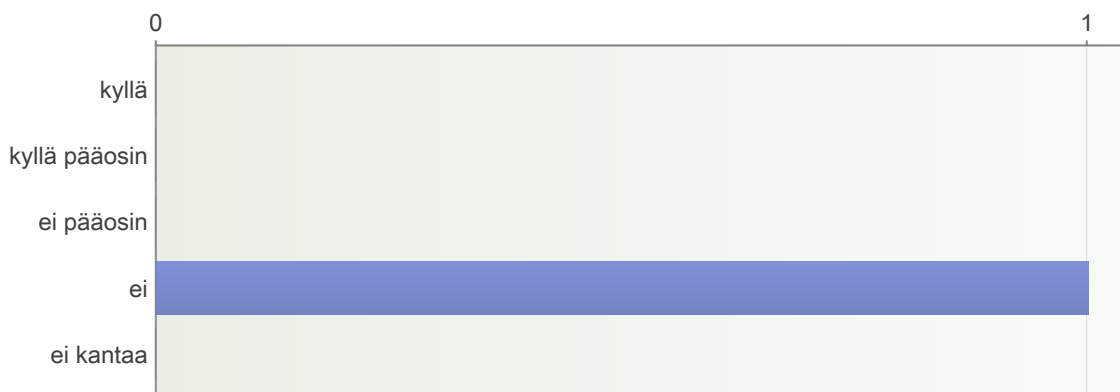 0 1
kyllä
kyllä pääosin
ei pääosin
ei
ei kantaa